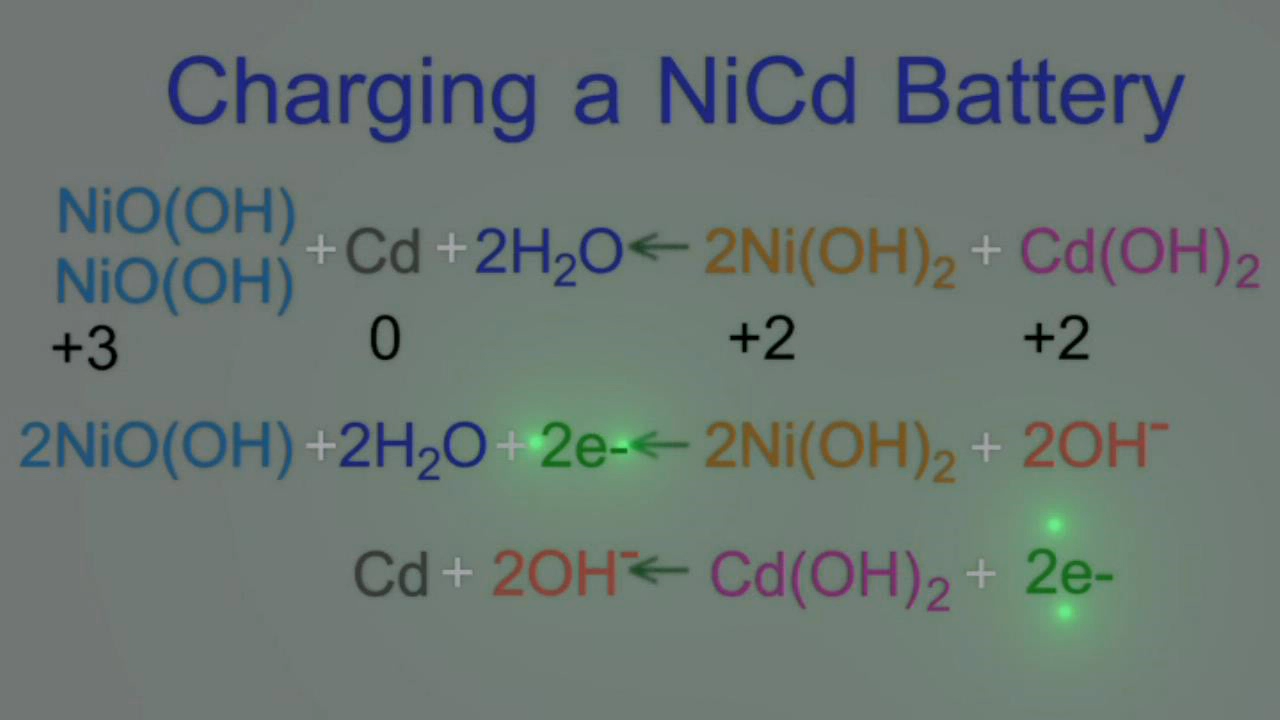 Charging a NiCd Battery
NiO(OH)
NiO(OH)
+ Cd + 2H₂O ← 2Ni(OH)₂ + Cd(OH)₂
+3 0 +2 +2
2NiO(OH) + 2H₂O + 2e- ← 2Ni(OH)₂ + 2OH⁻
Cd + 2OH⁻ ← Cd(OH)₂ + 2e-